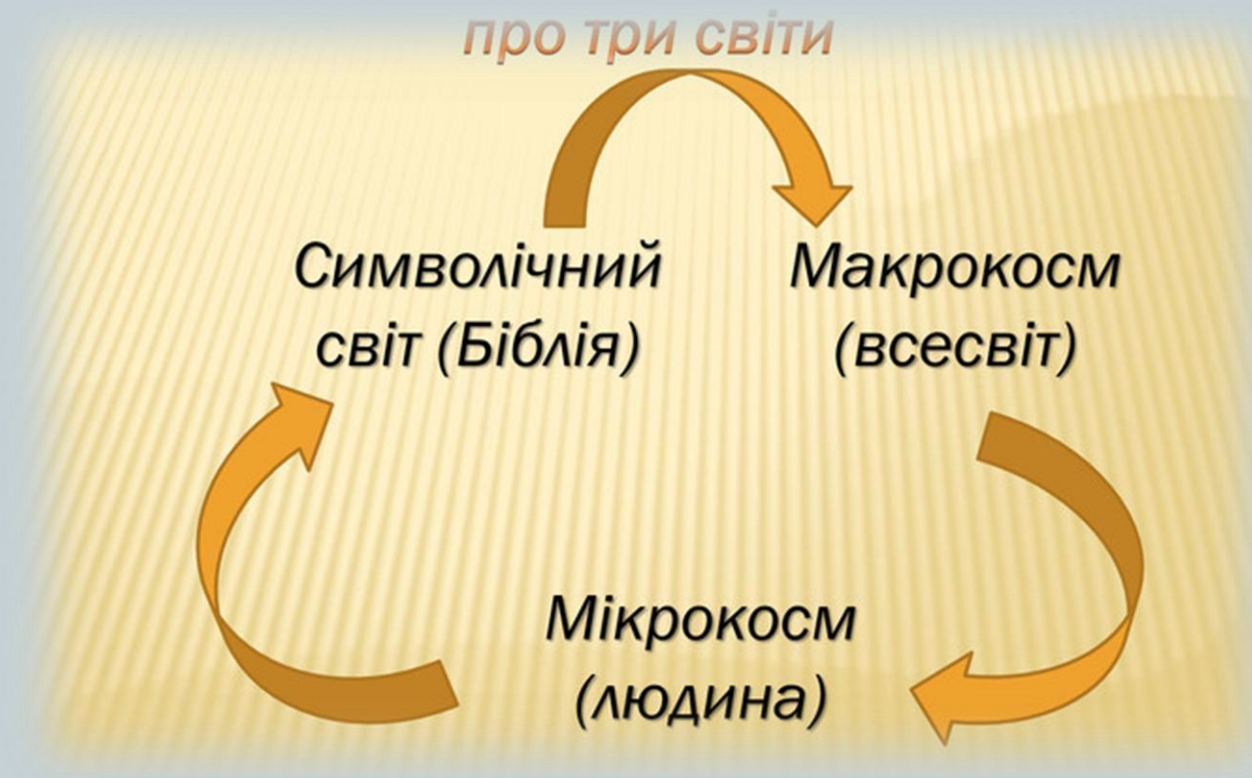 про три світи
Символічний
світ (Біблія)
Макрокосм
(всесвіт)
Мікрокосм
(людина)